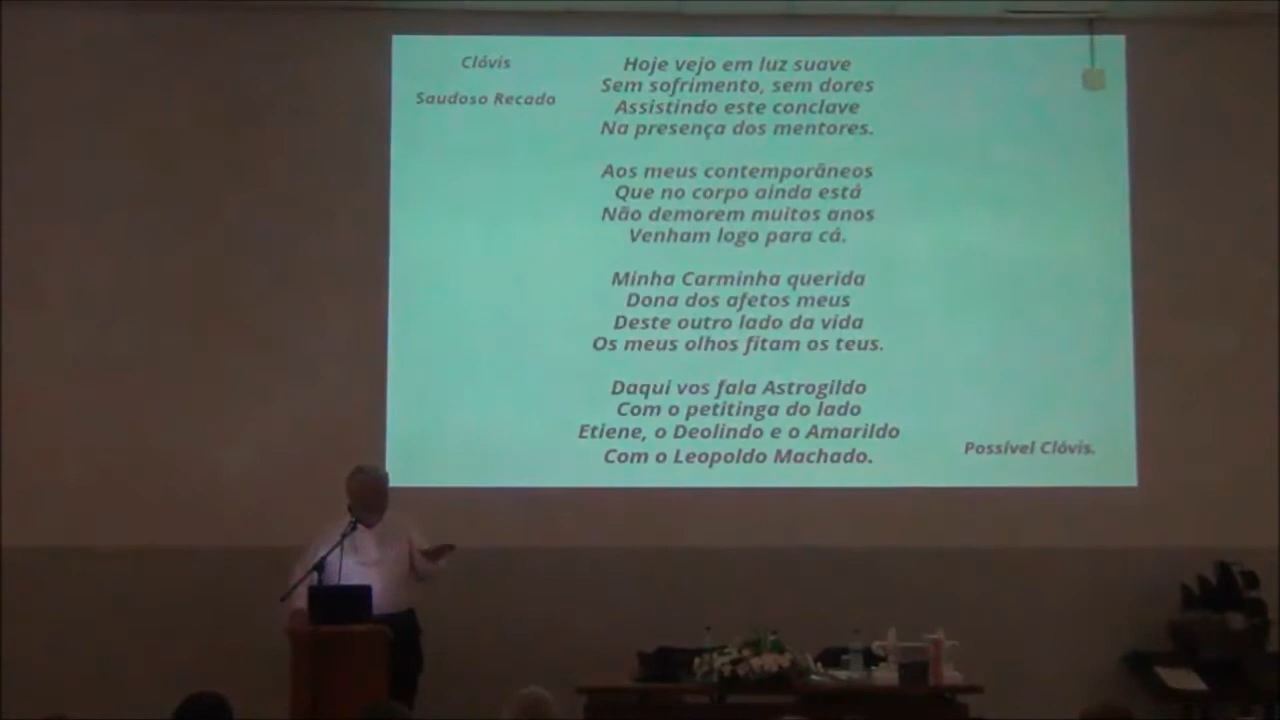 Clóvis
Saudoso Recado
Hoje vejo em luz suave
Sem sofrimento, sem dores
Assistindo este conclave
Na presença dos mentores.
Aos meus contemporâneos
Que no corpo ainda está
Não demorem muitos anos
Venham logo para cá.
Minha Carminha querida
Dona dos afetos meus
Deste outro lado da vida
Os meus olhos fitam os teus.
Daqui vos fala Astrogildo
Com o petitinga do lado
Etiene, o Deolindo e o Amarildo
Com o Leopoldo Machado.
Possível Clóvis.